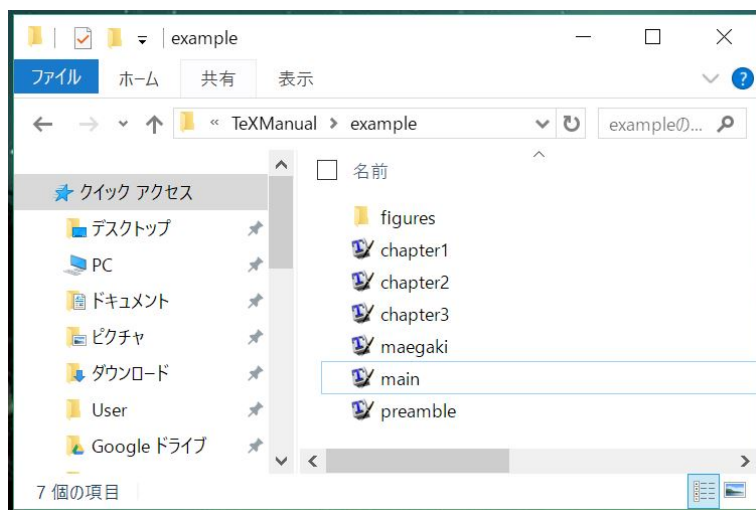 example
ファイル ホーム 共有 表示
« TeXManual > example exampleの...
名前
クイック アクセス
デスクトップ
PC
ドキュメント
ピクチャ
ダウンロード
User
Google ドライブ
figures
chapter1
chapter2
chapter3
maegaki
main
preamble
7 個の項目